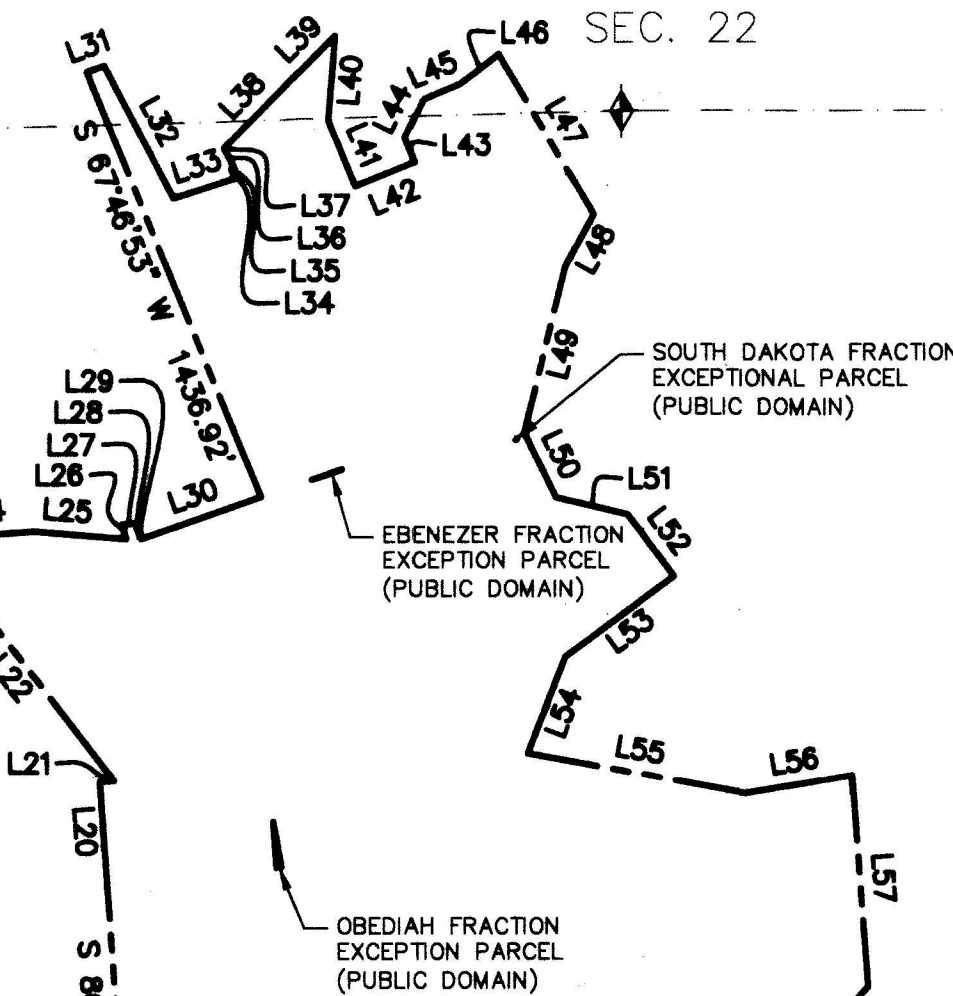 SEC. 22
L31
L39
L46
L38
L40
L45
L44
L32
L47
L33
L41
L43
L42
S 67°46'53" W 1436.92'
L37
L36
L35
L34
L48
L49
SOUTH DAKOTA FRACTION
EXCEPTIONAL PARCEL
(PUBLIC DOMAIN)
L29
L28
L27
L26
L25
L30
L50
L51
L52
EBENEZER FRACTION
EXCEPTION PARCEL
(PUBLIC DOMAIN)
L53
L22
L54
L21
L55
L56
L20
L57
OBEDIAH FRACTION
EXCEPTION PARCEL
(PUBLIC DOMAIN)